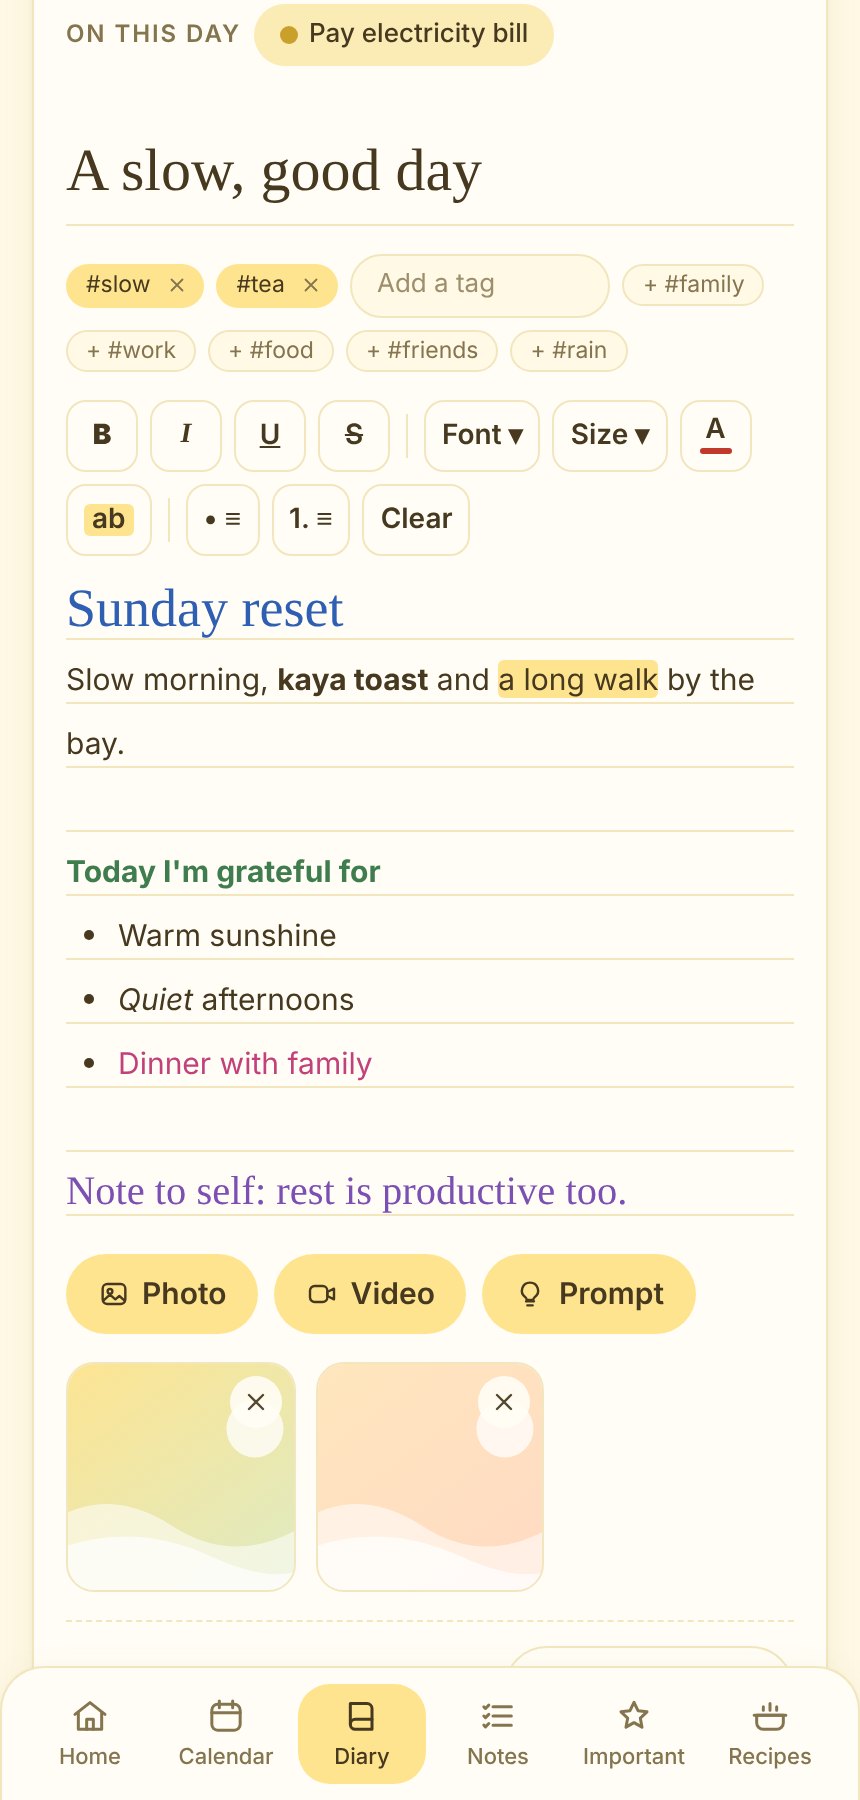 ON THIS DAY Pay electricity bill
A slow, good day
#slow × #tea × Add a tag + #family
+ #work + #food + #friends + #rain
B I U S Font ▾ Size ▾ A
ab • ≡ 1. ≡ Clear
Sunday reset
Slow morning, kaya toast and a long walk by the
bay.
Today I'm grateful for
• Warm sunshine
• Quiet afternoons
• Dinner with family
Note to self: rest is productive too.
Photo Video Prompt
Home Calendar Diary Notes Important Recipes